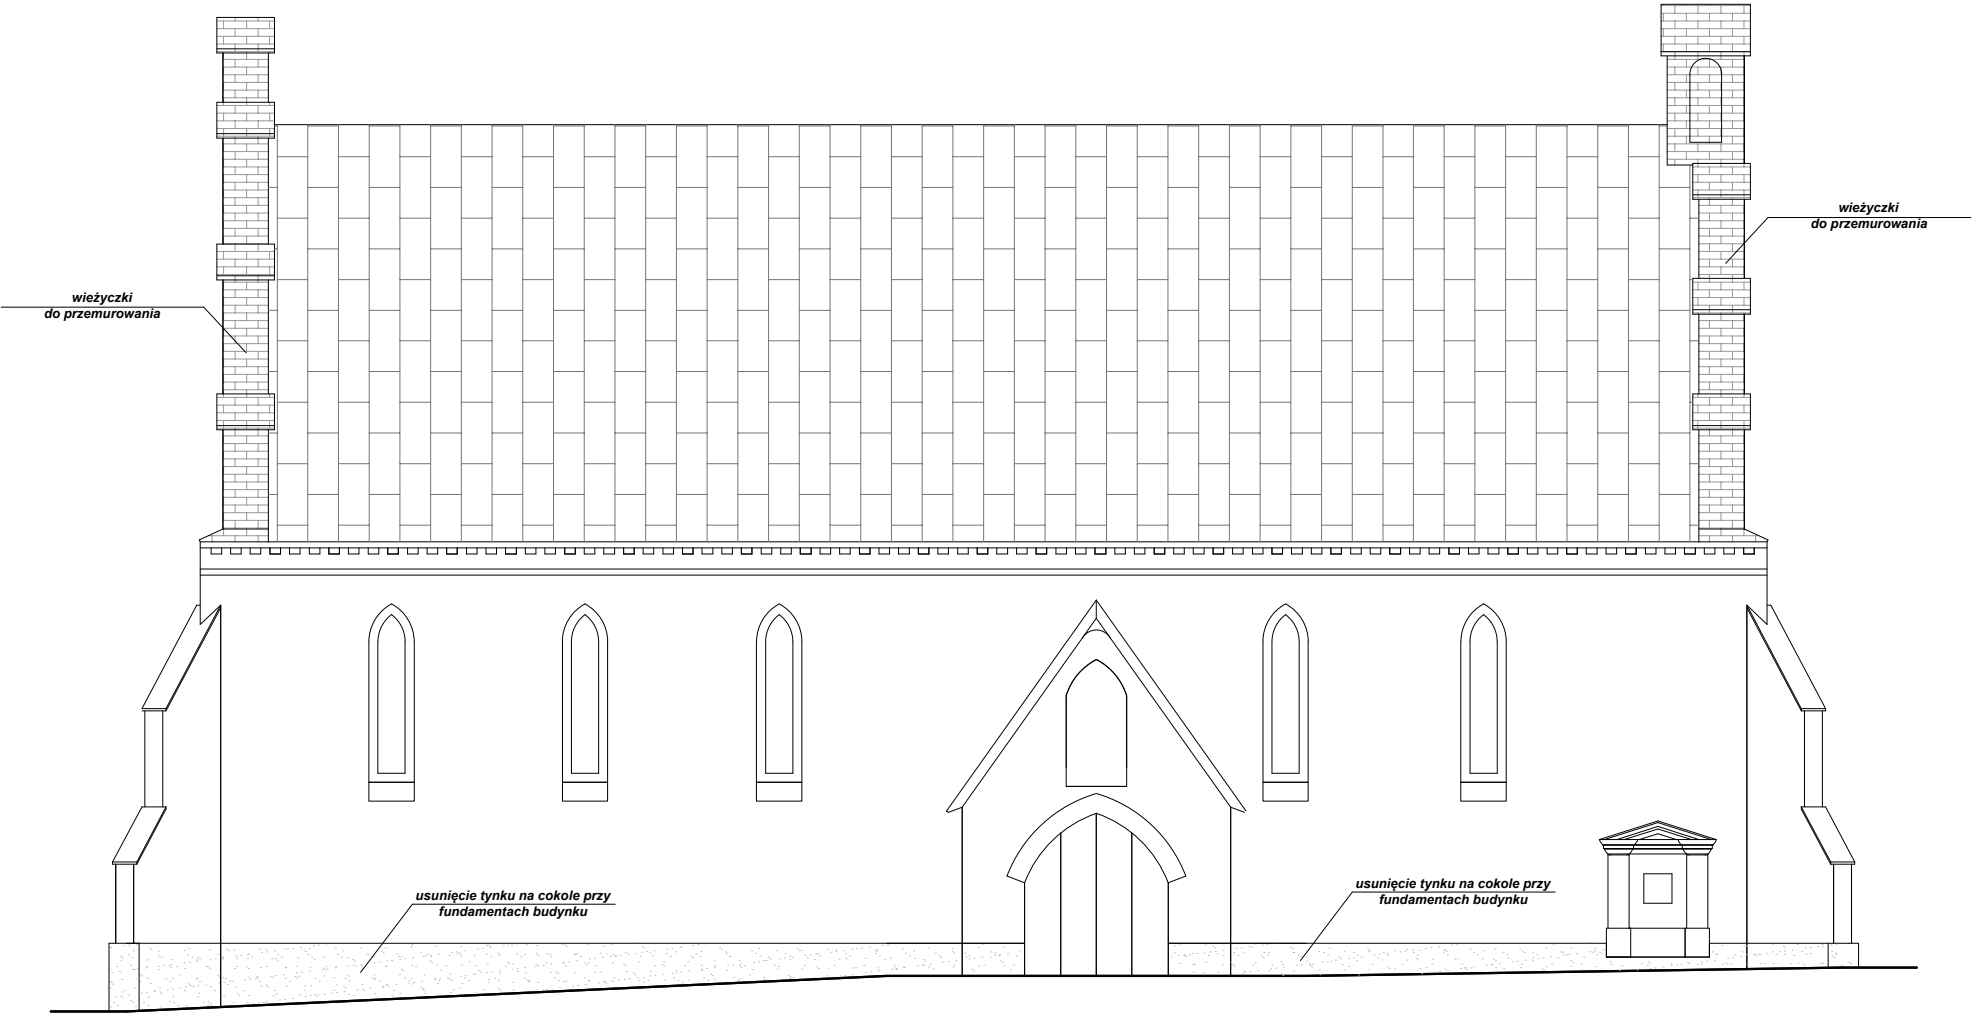 wieżyczki
do przemurowania
wieżyczki
do przemurowania
usunięcie tynku na cokole przy
fundamentach budynku
usunięcie tynku na cokole przy
fundamentach budynku